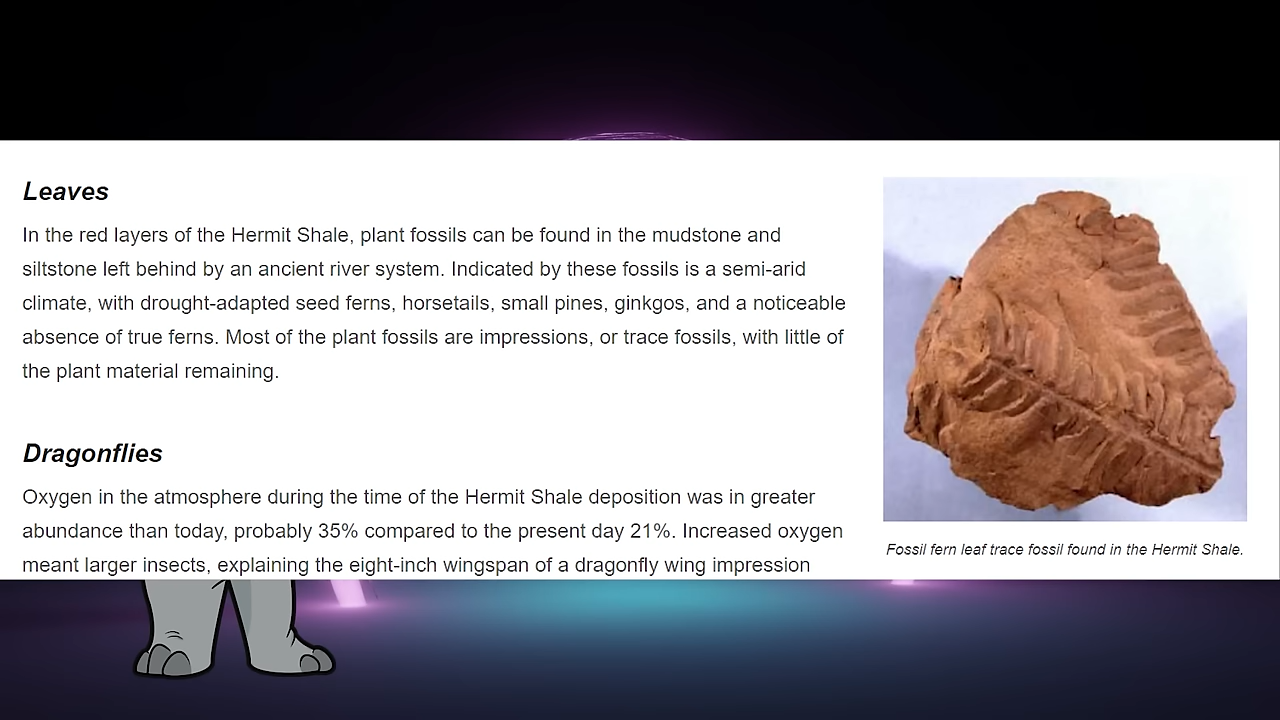 Leaves
In the red layers of the Hermit Shale, plant fossils can be found in the mudstone and
siltstone left behind by an ancient river system. Indicated by these fossils is a semi-arid
climate, with drought-adapted seed ferns, horsetails, small pines, ginkgos, and a noticeable
absence of true ferns. Most of the plant fossils are impressions, or trace fossils, with little of
the plant material remaining.
Dragonflies
Oxygen in the atmosphere during the time of the Hermit Shale deposition was in greater
abundance than today, probably 35% compared to the present day 21%. Increased oxygen
meant larger insects, explaining the eight-inch wingspan of a dragonfly wing impression
Fossil fern leaf trace fossil found in the Hermit Shale.